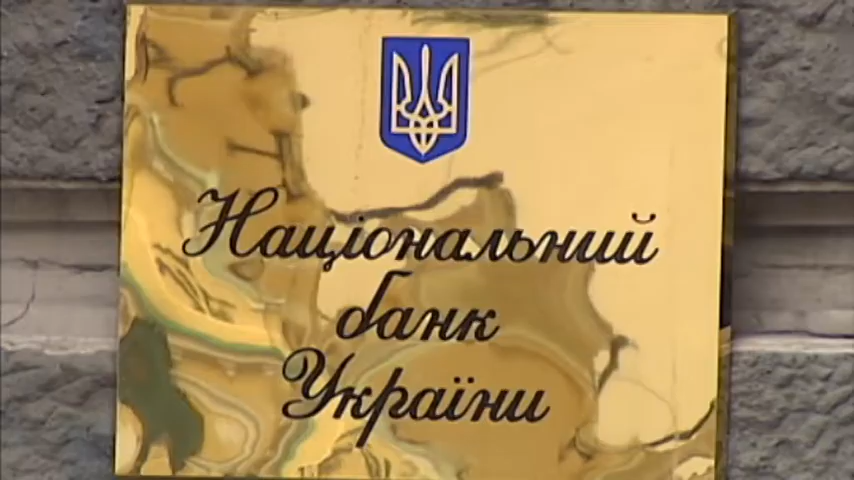 Національний
банк
України